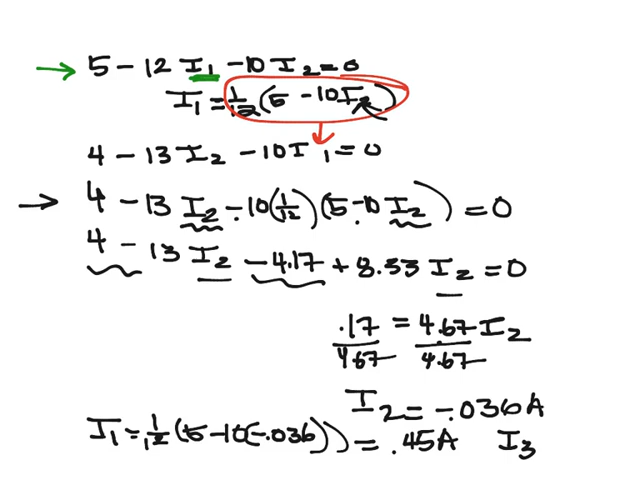 5 - 12 I₁ - 10 I₂ = 0
I₁ = 1/12 (5 - 10 I₂)
4 - 13 I₂ - 10 I₁ = 0
4 - 13 I₂ - 10 (1/12) (5 - 10 I₂) = 0
4 - 13 I₂ - 4.17 + 8.33 I₂ = 0
.17/4.67 = 4.67/4.67 I₂
I₂ = -.036A
I₁ = 1/12 (5 - 10(-.036)) = .45A I₃